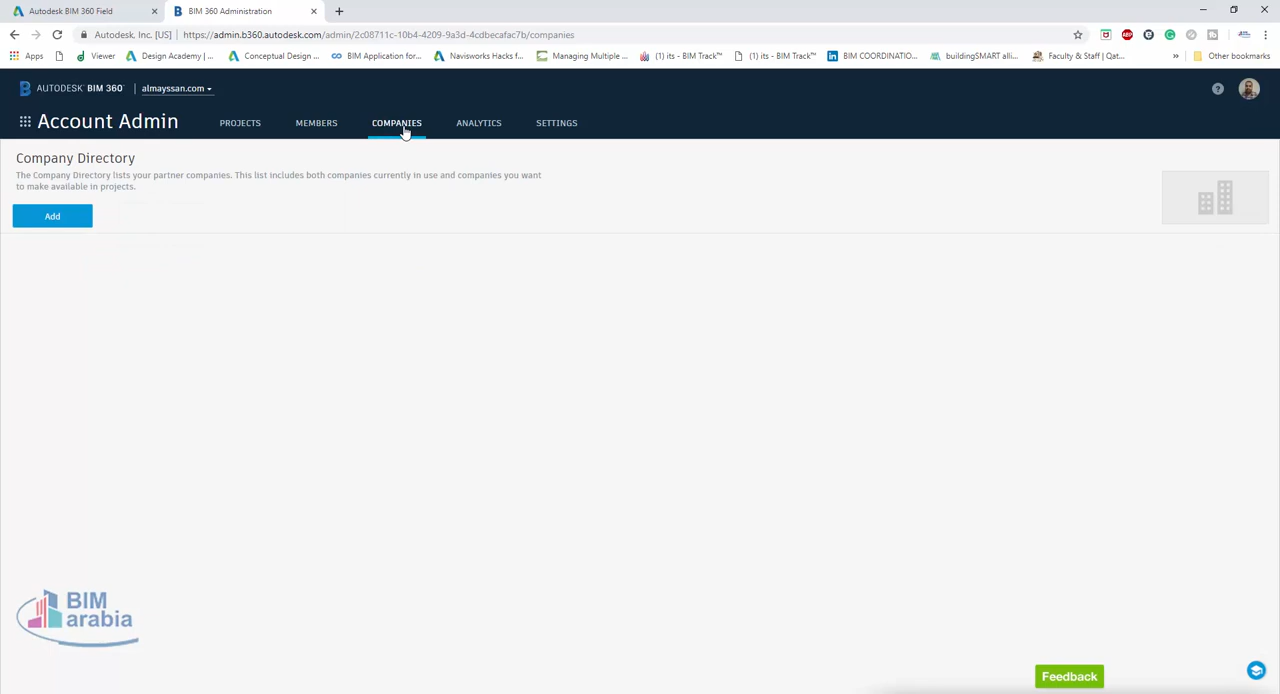 Autodesk BIM 360 Field
BIM 360 Administration
Autodesk, Inc. [US]
https://admin.b360.autodesk.com/admin/2c08711c-10b4-4209-9a3d-4cdbecafac7b/companies
Apps
Viewer
Design Academy | ...
Conceptual Design ...
BIM Application for...
Navisworks Hacks f...
Managing Multiple ...
(1) its - BIM Track™
(1) its - BIM Track™
BIM COORDINATIO...
buildingSMART alli...
Faculty & Staff | Qat...
»
Other bookmarks
AUTODESK® BIM 360®
almayssan.com
Account Admin
PROJECTS
MEMBERS
COMPANIES
ANALYTICS
SETTINGS
Company Directory
The Company Directory lists your partner companies. This list includes both companies currently in use and companies you want
to make available in projects.
Add
BIM
arabia
Feedback